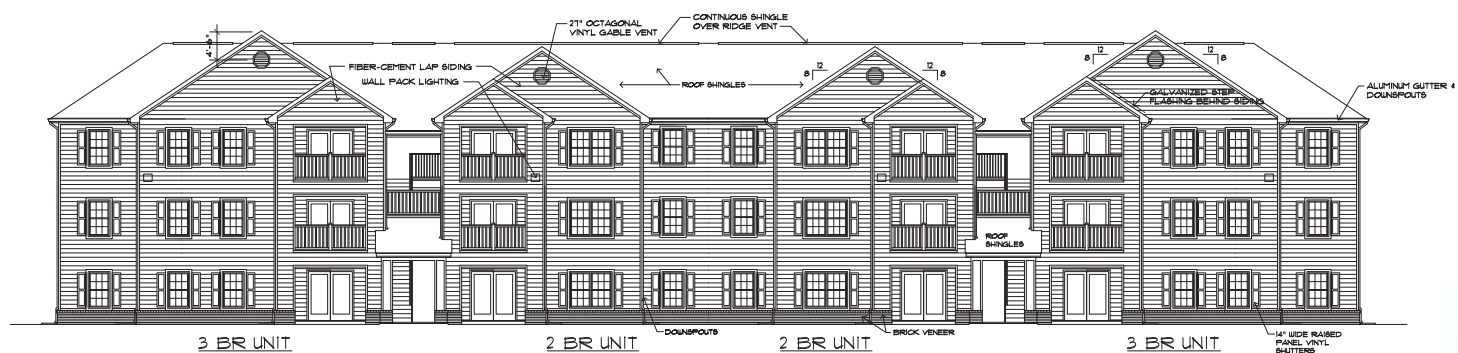 CONTINUOUS SHINGLE
OVER RIDGE VENT
27" OCTAGONAL
VINYL GABLE VENT
4'-6"
FIBER-CEMENT LAP SIDING
WALL PACK LIGHTING
ROOF SHINGLES
12
8
12
8
12
8
12
8
GALVANIZED STEP
FLASHING BEHIND SIDING
ALUMINUM GUTTER &
DOWNSPOUTS
ROOF
SHINGLES
DOWNSPOUTS
BRICK VENEER
14" WIDE RAISED
PANEL VINYL
SHUTTERS
3 BR UNIT
2 BR UNIT
2 BR UNIT
3 BR UNIT